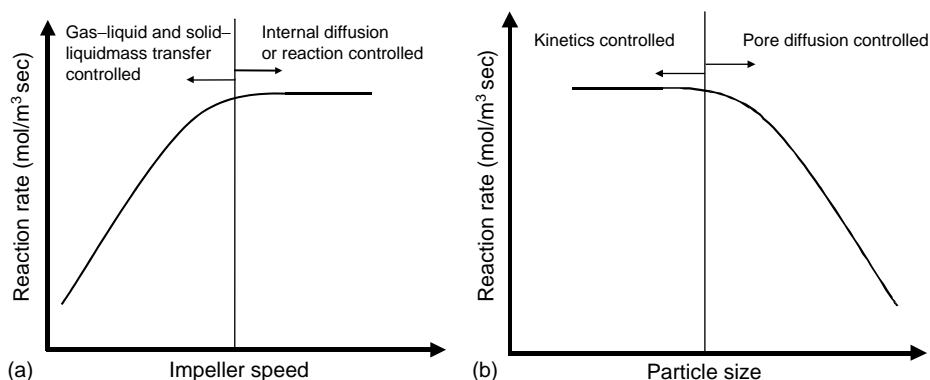 Gas–liquid and solid–
liquidmass transfer
controlled
Internal diffusion
or reaction controlled
Reaction rate (mol/m³ sec)
Impeller speed
(a)
Kinetics controlled
Pore diffusion controlled
Reaction rate (mol/m³ sec)
Particle size
(b)